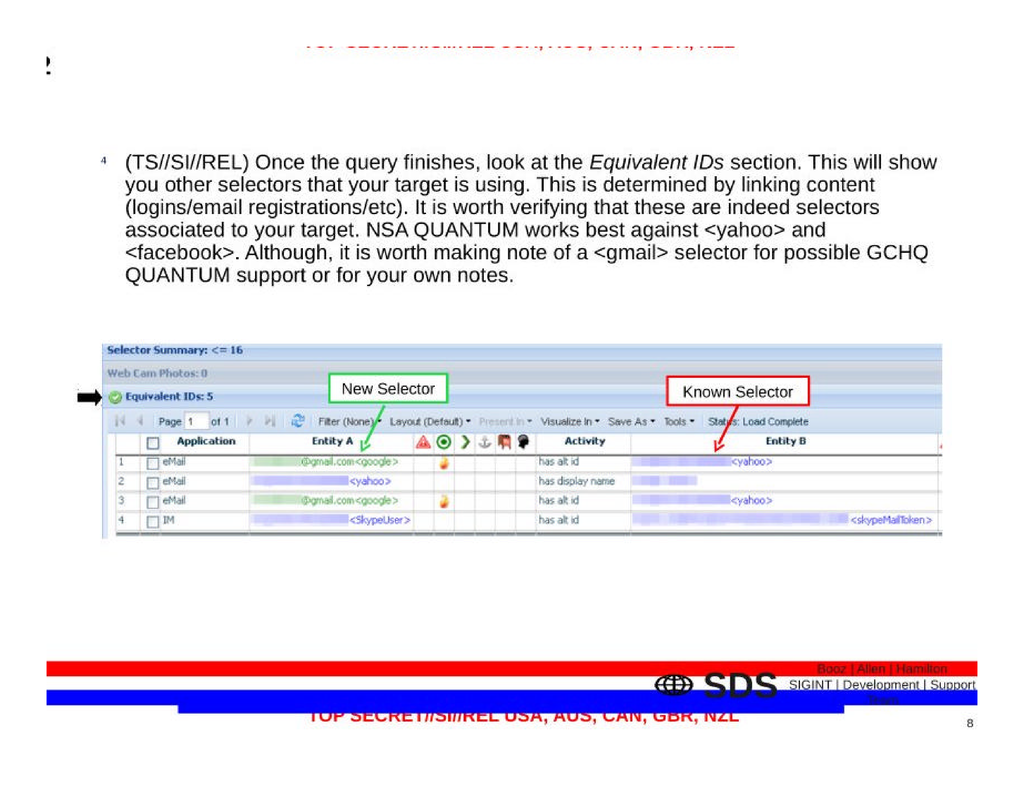 TOP SECRET//SI//REL USA, AUS, CAN, GBR, NZL
2
4 (TS//SI//REL) Once the query finishes, look at the Equivalent IDs section. This will show
you other selectors that your target is using. This is determined by linking content
(logins/email registrations/etc). It is worth verifying that these are indeed selectors
associated to your target. NSA QUANTUM works best against <yahoo> and
<facebook>. Although, it is worth making note of a <gmail> selector for possible GCHQ
QUANTUM support or for your own notes.
Selector Summary: <= 16
Web Cam Photos: 0
New Selector
Known Selector
Equivalent IDs: 5
Page 1 of 1 Filter (None) Layout (Default) Present In Visualize In Save As Tools Status: Load Complete
Application Entity A Activity Entity B
1 eMail @gmail.com<google> has alt id <yahoo>
2 eMail <yahoo> has display name
3 eMail @gmail.com<google> has alt id <yahoo>
4 IM <SkypeUser> has alt id <skypeMailToken>
Booz | Allen | Hamilton
SDS SIGINT | Development | Support
TOP SECRET//SI//REL USA, AUS, CAN, GBR, NZL
8